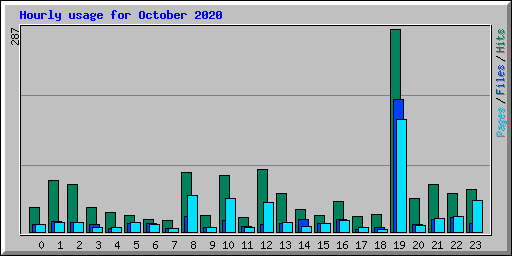 Hourly usage for October 2020
287
Pages/Files/Hits
0 1 2 3 4 5 6 7 8 9 10 11 12 13 14 15 16 17 18 19 20 21 22 23